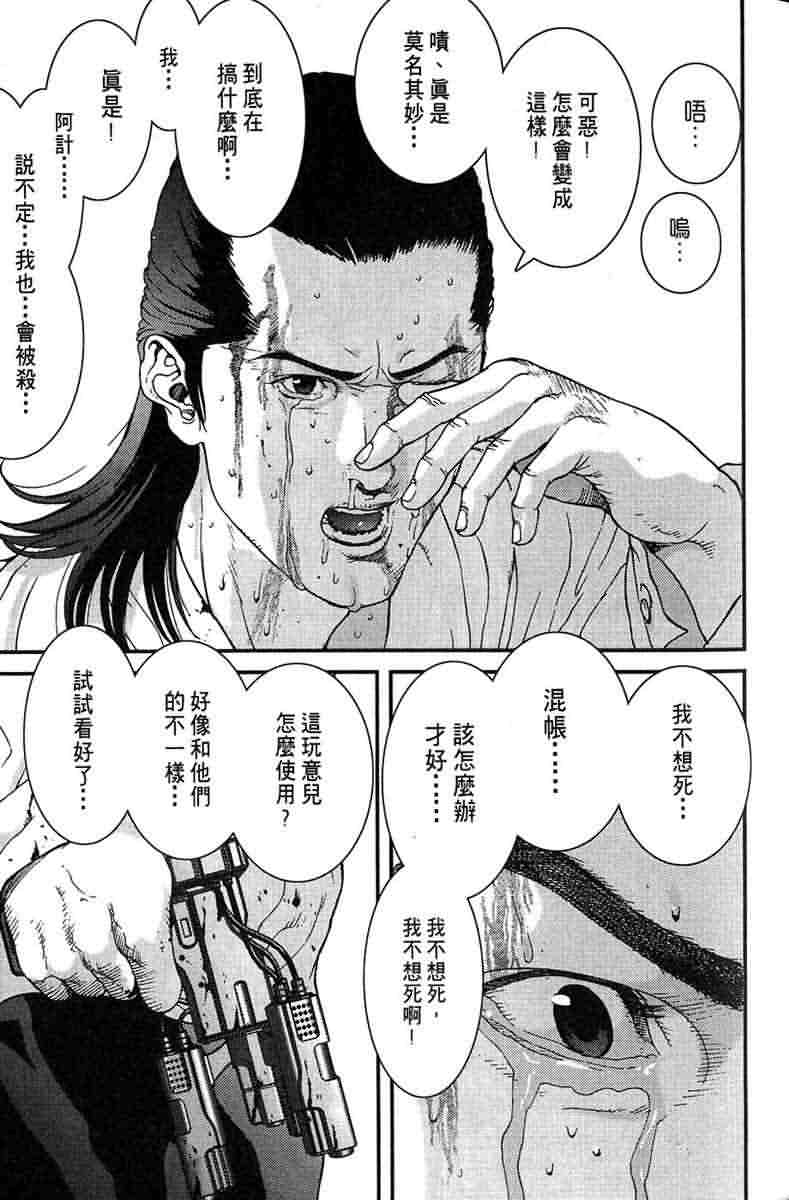 唔…
嗚…
可惡！
怎麼會變成
這樣！
嘖、眞是
莫名其妙…
到底在
搞什麼啊…
我…
眞是！
阿計……
說不定…我也…會被殺…
我不想死…
混帳……
該怎麼辦
才好……
我不想死，
我不想死啊！
這玩意兒
怎麼使用?
好像和他們
的不一樣…
試試看好了…